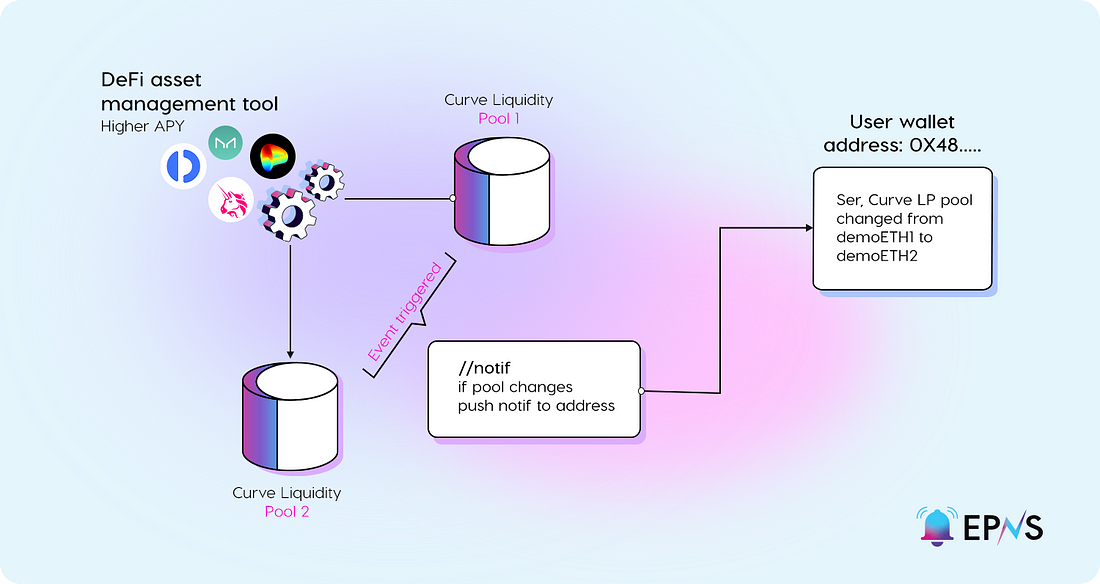 DeFi asset
management tool
Higher APY
Curve Liquidity
Pool 1
User wallet
address: 0X48.....
Ser, Curve LP pool
changed from
demoETH1 to
demoETH2
Event triggered
//notif
if pool changes
push notif to address
Curve Liquidity
Pool 2
EPNS